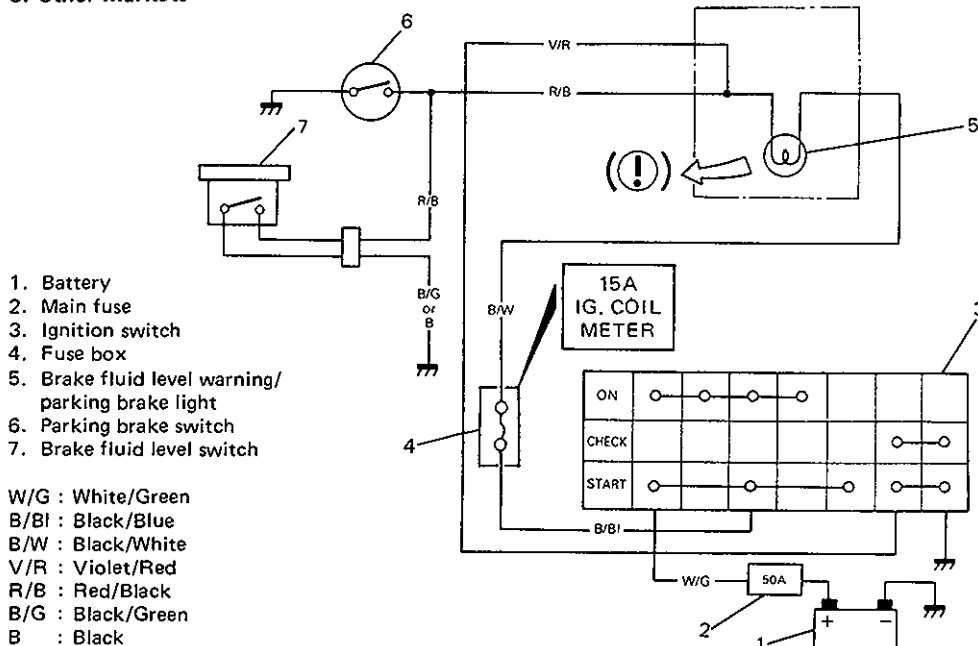 6
V/R
R/B
7
5
(!)
R/B
1. Battery
2. Main fuse
3. Ignition switch
4. Fuse box
5. Brake fluid level warning/
parking brake light
6. Parking brake switch
7. Brake fluid level switch
B/G
or
B
B/W
15A
IG. COIL
METER
3
4
ON
CHECK
START
B/Bl
W/G
50A
2
1
+
−
W/G : White/Green
B/Bl : Black/Blue
B/W : Black/White
V/R : Violet/Red
R/B : Red/Black
B/G : Black/Green
B : Black